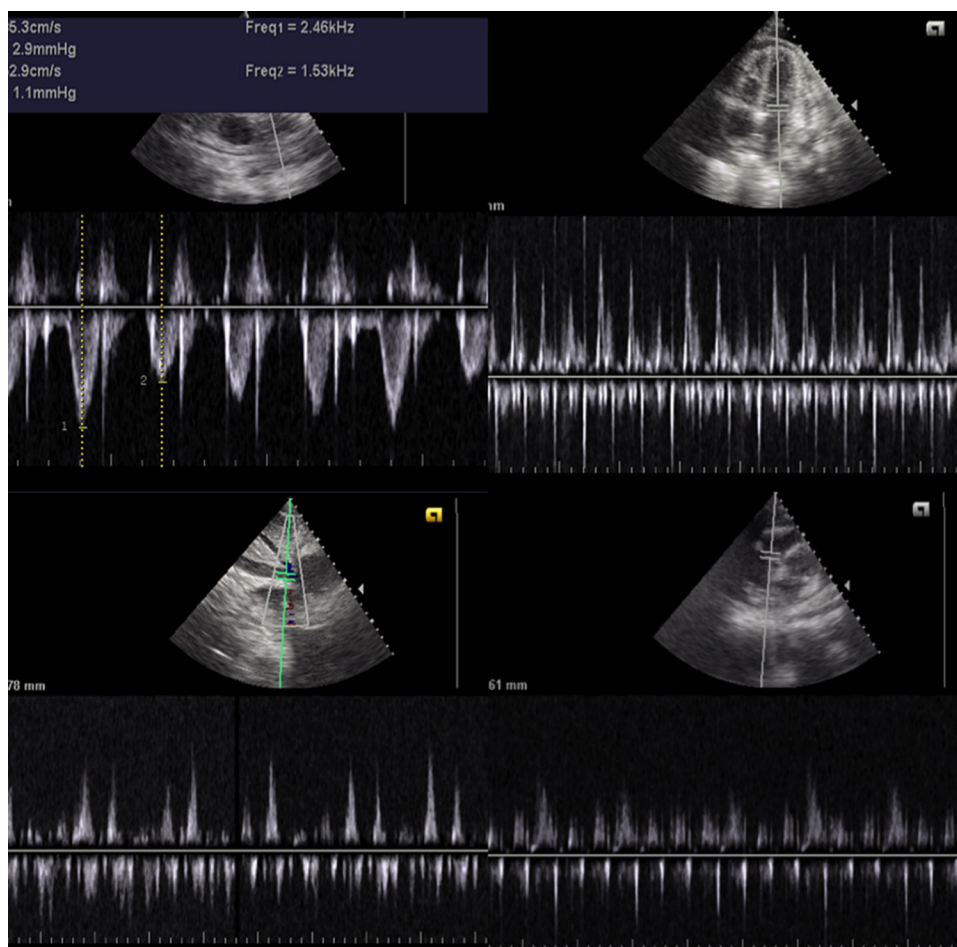 5.3cm/s Freq1 = 2.46kHz
2.9mmHg
2.9cm/s Freq2 = 1.53kHz
1.1mmHg
mm
2
1
78 mm
61 mm